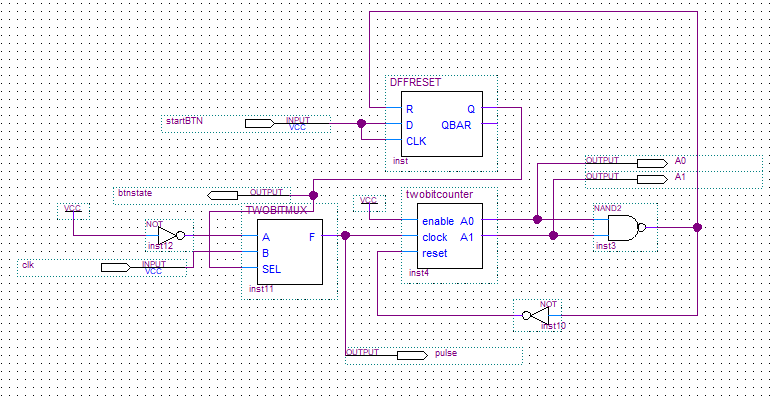 DFFRESET
R Q
D QBAR
CLK
inst
startBTN INPUT
VCC
OUTPUT A0
OUTPUT A1
btnstate OUTPUT
VCC
TWOBITMUX
A F
B
SEL
inst11
NOT
inst12
clk INPUT
VCC
VCC
twobitcounter
enable A0
clock A1
reset
inst4
NAND2
inst3
NOT
inst10
OUTPUT pulse